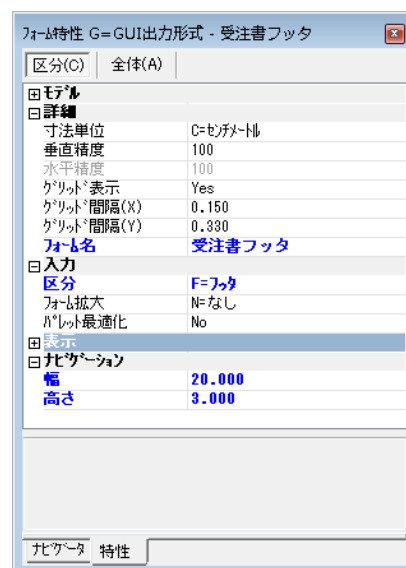 ﾌｫｰﾑ特性 G=GUI出力形式 - 受注書フッタ
区分(C) 全体(A)
ﾓﾃﾞﾙ
詳細
寸法単位 C=ｾﾝﾁﾒｰﾄﾙ
垂直精度 100
水平精度 100
ｸﾞﾘｯﾄﾞ表示 Yes
ｸﾞﾘｯﾄﾞ間隔(X) 0.150
ｸﾞﾘｯﾄﾞ間隔(Y) 0.330
ﾌｫｰﾑ名 受注書フッタ
入力
区分 F=ﾌｯﾀ
ﾌｫｰﾑ拡大 N=なし
ﾊﾟﾚｯﾄ最適化 No
表示
ﾅﾋﾞｹﾞｰｼｮﾝ
幅 20.000
高さ 3.000
ﾅﾋﾞｹﾞｰﾀ 特性